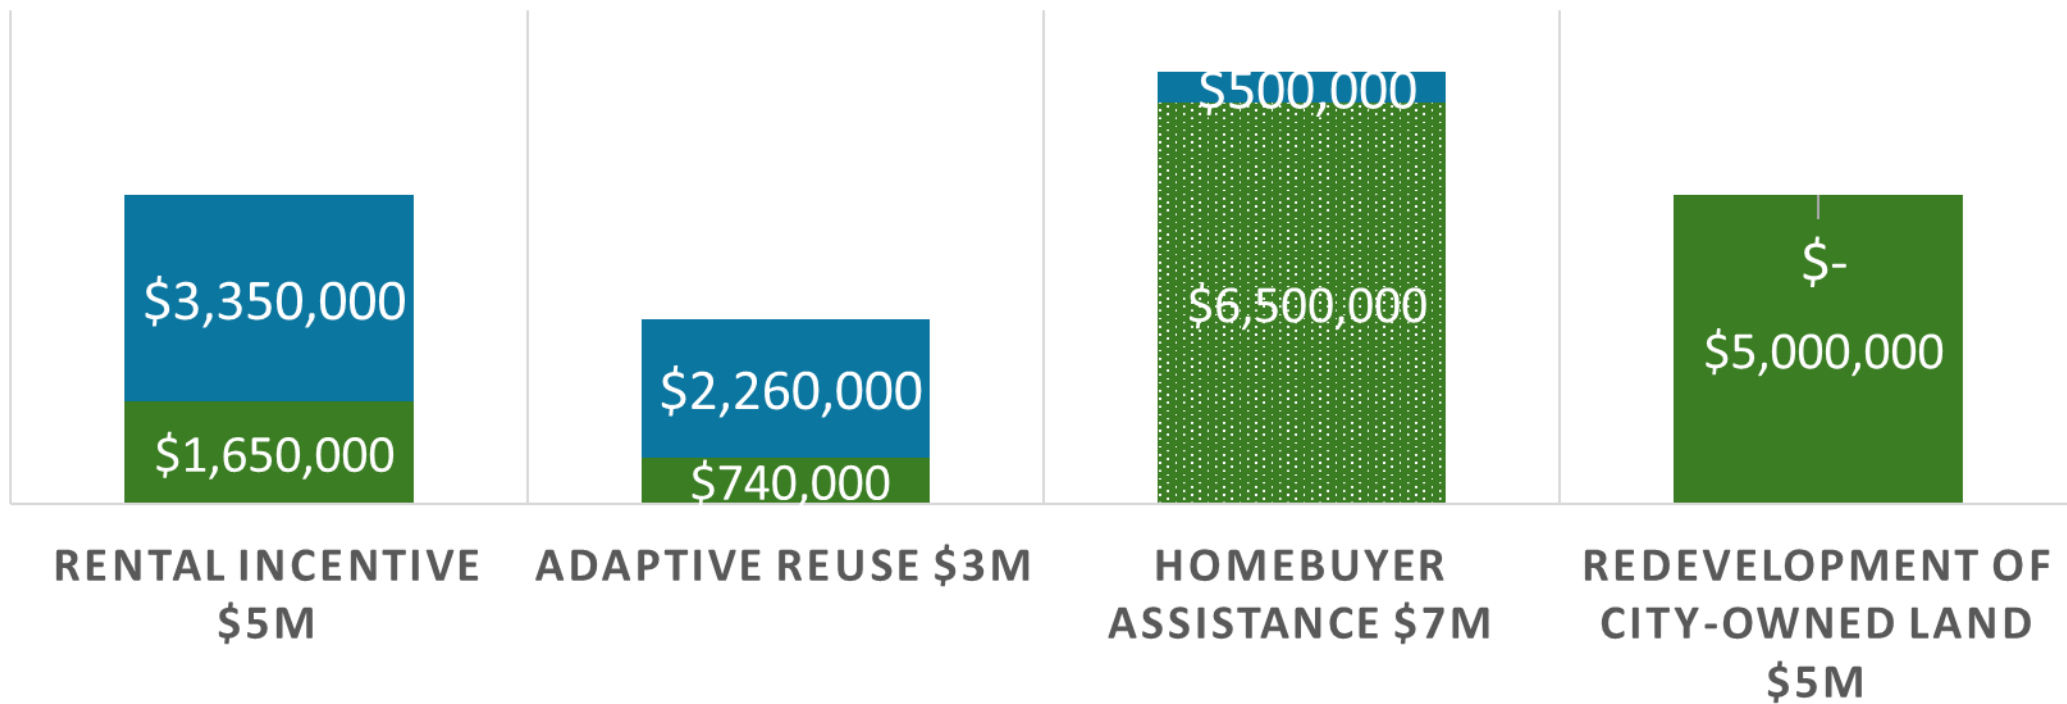 $500,000
$3,350,000
$-
$6,500,000
$5,000,000
$2,260,000
$1,650,000
$740,000
RENTAL INCENTIVE
$5M
ADAPTIVE REUSE $3M
HOMEBUYER
ASSISTANCE $7M
REDEVELOPMENT OF
CITY-OWNED LAND
$5M